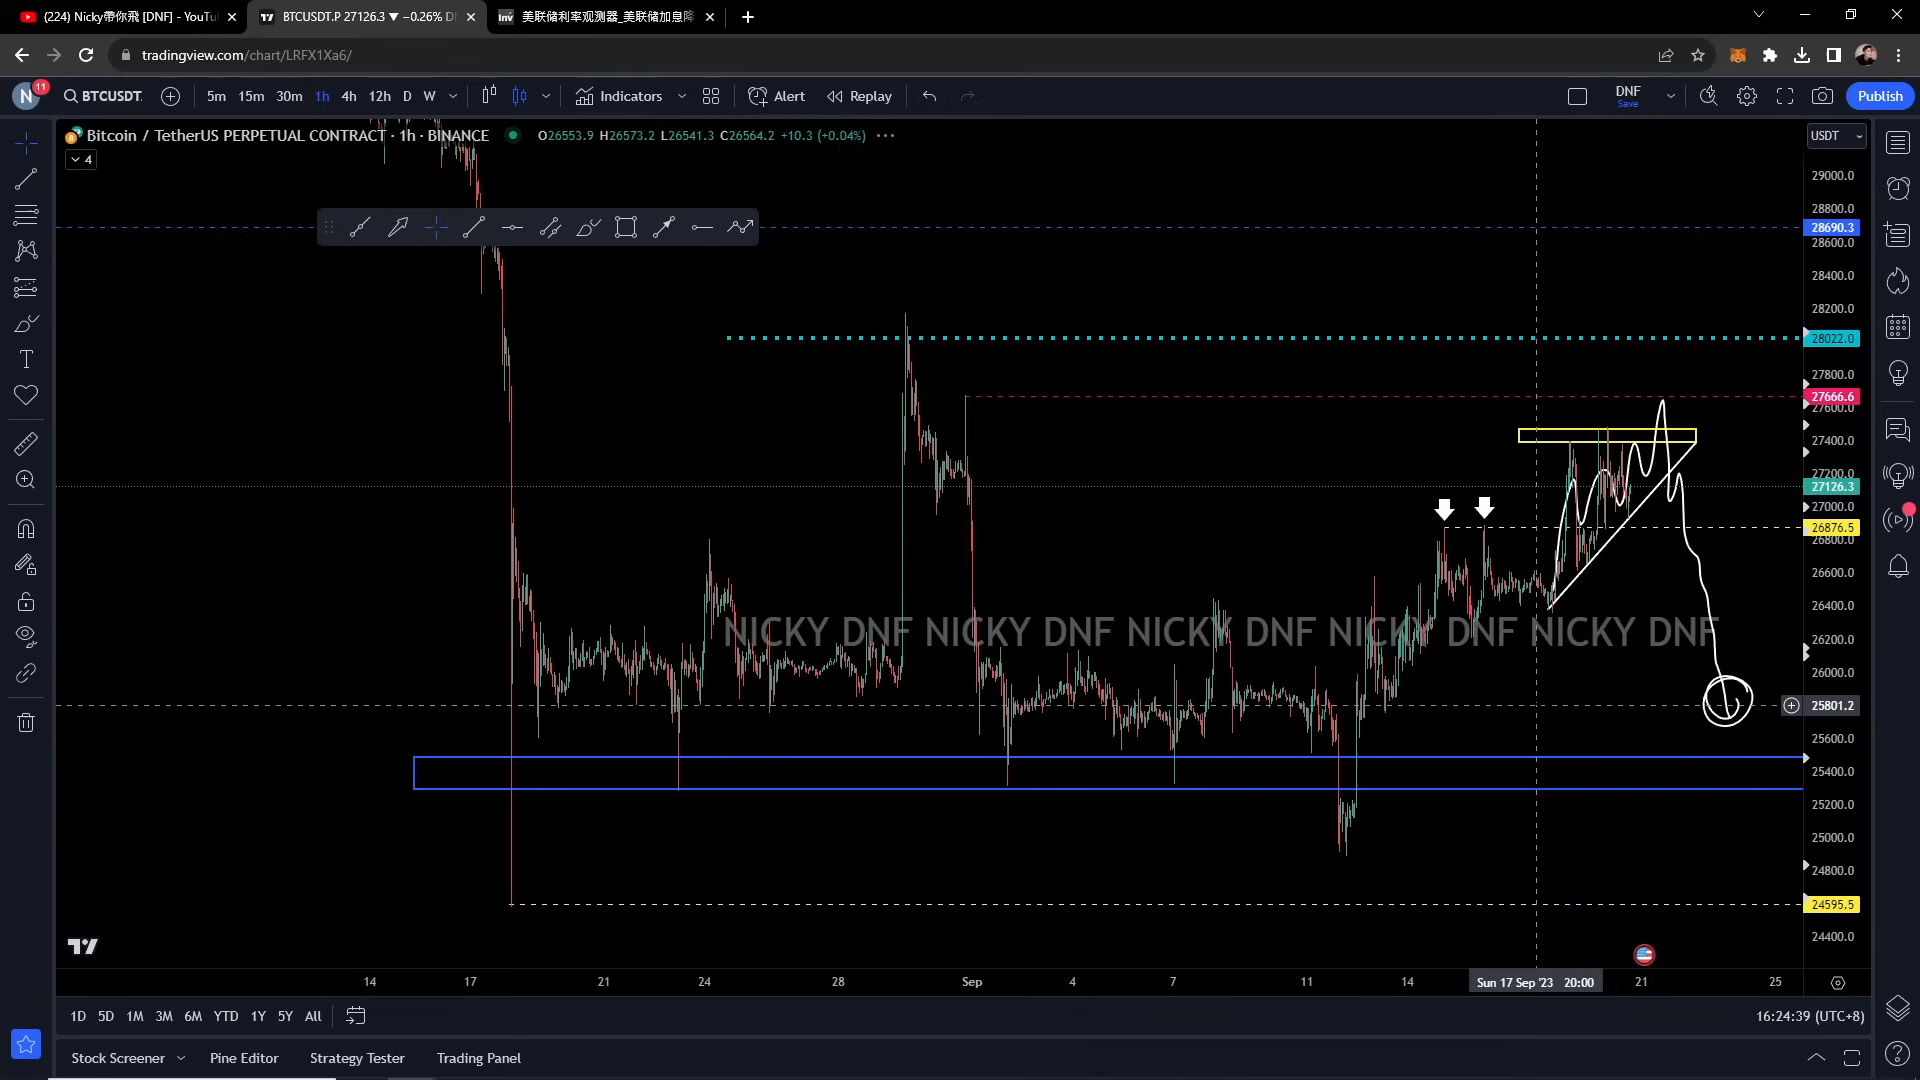 (224) Nicky帶你飛 [DNF] - YouTu
BTCUSDT.P 27126.3 ▼ −0.26% D
美联储利率观测器_美联储加息降
tradingview.com/chart/LRFX1Xa6/
N
11
BTCUSDT.
5m 15m 30m 1h 4h 12h D W
Indicators
Alert
Replay
DNF
Save
Publish
Bitcoin / TetherUS PERPETUAL CONTRACT · 1h · BINANCE
O26553.9 H26573.2 L26541.3 C26564.2 +10.3 (+0.04%)
USDT
4
29000.0
28800.0
28690.3
28600.0
28400.0
28200.0
28022.0
27800.0
27666.6
27600.0
27400.0
27200.0
27126.3
27000.0
26876.5
26800.0
26600.0
26400.0
NICKY DNF NICKY DNF NICKY DNF NICKY DNF NICKY DNF
26200.0
26000.0
25801.2
25600.0
25400.0
25200.0
25000.0
24800.0
24595.5
24400.0
14 17 21 24 28 Sep 4 7 11 14 Sun 17 Sep '23 20:00 21 25
1D 5D 1M 3M 6M YTD 1Y 5Y All
16:24:39 (UTC+8)
Stock Screener Pine Editor Strategy Tester Trading Panel